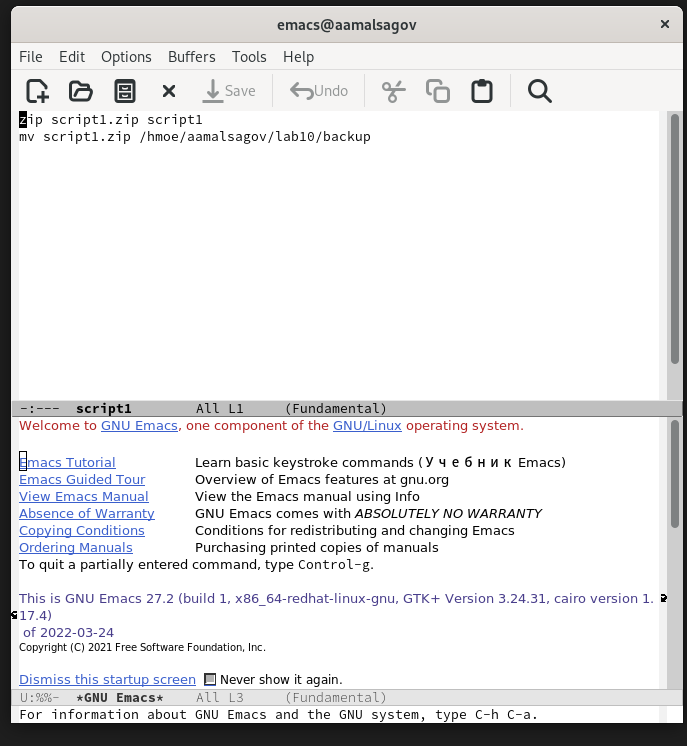 emacs@aamalsagov ×
File Edit Options Buffers Tools Help
Save Undo
zip script1.zip script1
mv script1.zip /hmoe/aamalsagov/lab10/backup
-:--- script1 All L1 (Fundamental)
Welcome to GNU Emacs, one component of the GNU/Linux operating system.
Emacs Tutorial Learn basic keystroke commands (Учебник Emacs)
Emacs Guided Tour Overview of Emacs features at gnu.org
View Emacs Manual View the Emacs manual using Info
Absence of Warranty GNU Emacs comes with ABSOLUTELY NO WARRANTY
Copying Conditions Conditions for redistributing and changing Emacs
Ordering Manuals Purchasing printed copies of manuals
To quit a partially entered command, type Control-g.
This is GNU Emacs 27.2 (build 1, x86_64-redhat-linux-gnu, GTK+ Version 3.24.31, cairo version 1.
17.4)
of 2022-03-24
Copyright (C) 2021 Free Software Foundation, Inc.
Dismiss this startup screen Never show it again.
U:%%- *GNU Emacs* All L3 (Fundamental)
For information about GNU Emacs and the GNU system, type C-h C-a.